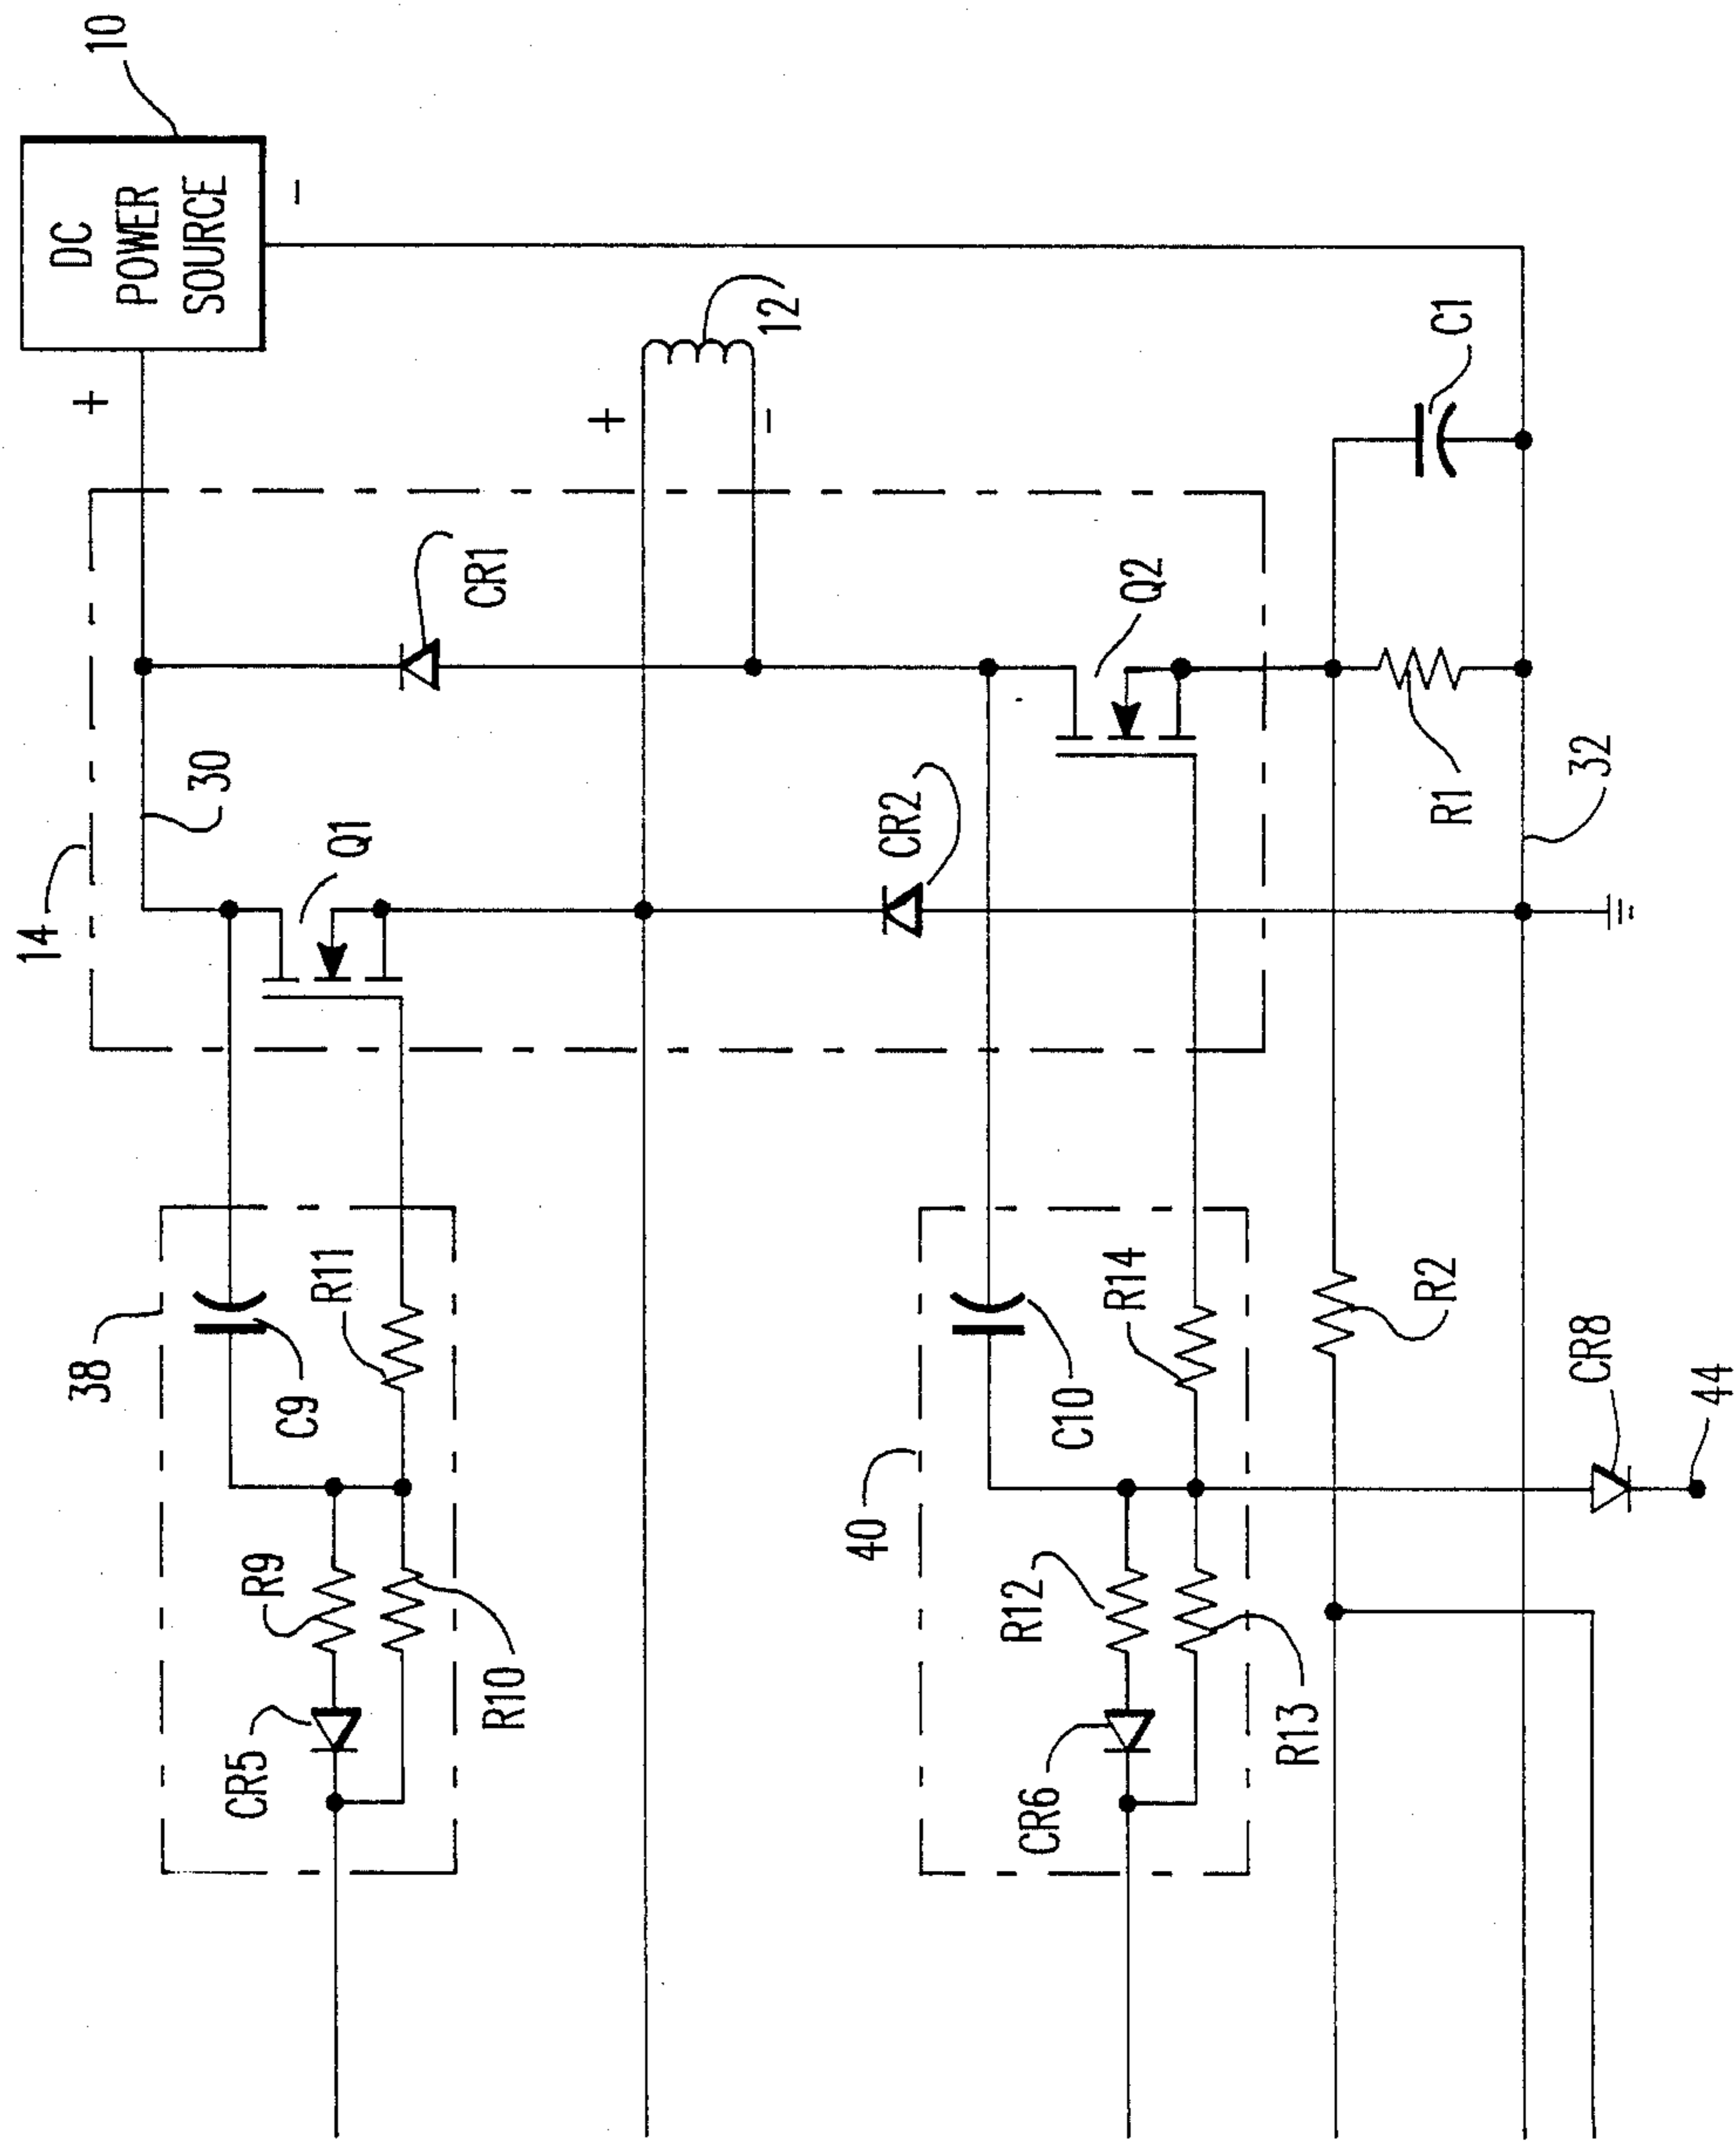 10
DC
POWER
SOURCE
−
+
12
+
−
C1
CR1
Q2
30
Q1
14
CR2
R1
32
38
R11
C9
R14
C10
R2
CR8
44
40
R9
R12
R10
CR5
R13
CR6